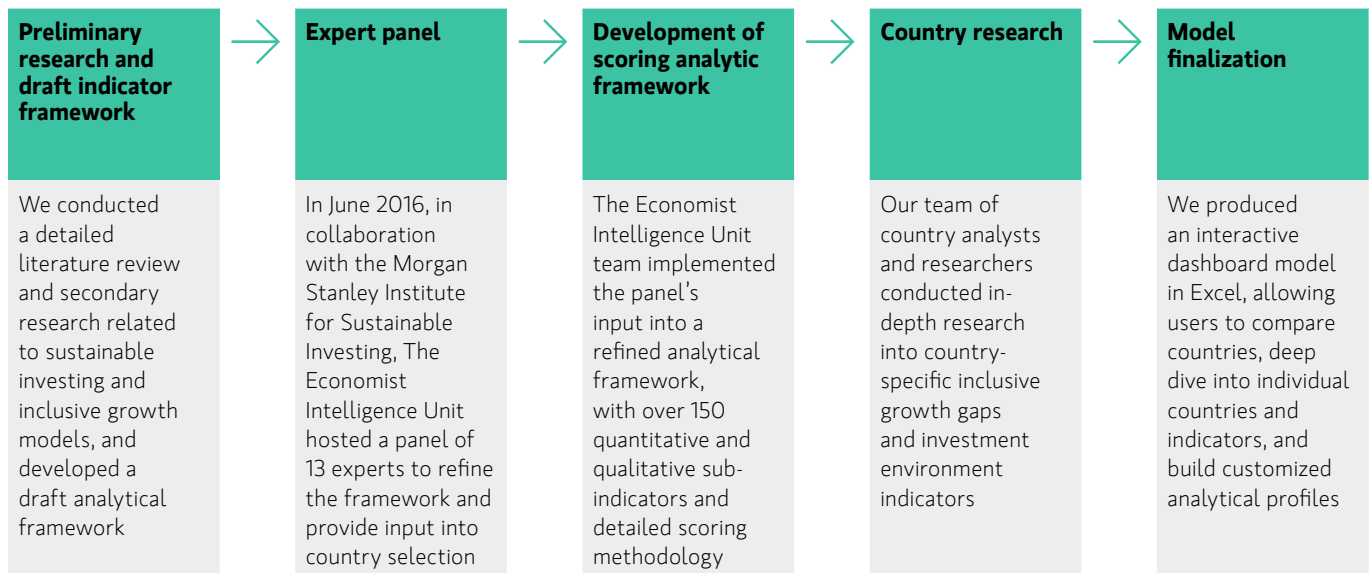 Preliminary
research and
draft indicator
framework
We conducted
a detailed
literature review
and secondary
research related
to sustainable
investing and
inclusive growth
models, and
developed a
draft analytical
framework
Expert panel
In June 2016, in
collaboration
with the Morgan
Stanley Institute
for Sustainable
Investing, The
Economist
Intelligence Unit
hosted a panel of
13 experts to refine
the framework and
provide input into
country selection
Development of
scoring analytic
framework
The Economist
Intelligence Unit
team implemented
the panel's
input into a
refined analytical
framework,
with over 150
quantitative and
qualitative sub-
indicators and
detailed scoring
methodology
Country research
Our team of
country analysts
and researchers
conducted in-
depth research
into country-
specific inclusive
growth gaps
and investment
environment
indicators
Model
finalization
We produced
an interactive
dashboard model
in Excel, allowing
users to compare
countries, deep
dive into individual
countries and
indicators, and
build customized
analytical profiles